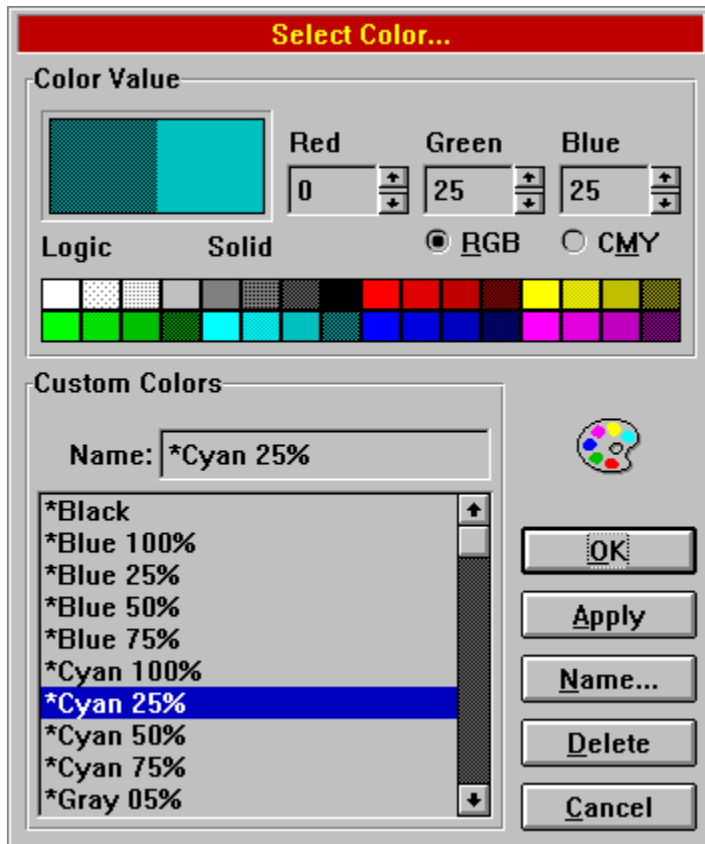 Select Color...
Color Value
Red Green Blue
0 25 25
Logic Solid RGB CMY
Custom Colors
Name: *Cyan 25%
*Black
*Blue 100%
*Blue 25%
*Blue 50%
*Blue 75%
*Cyan 100%
*Cyan 25%
*Cyan 50%
*Cyan 75%
*Gray 05%
OK
Apply
Name...
Delete
Cancel